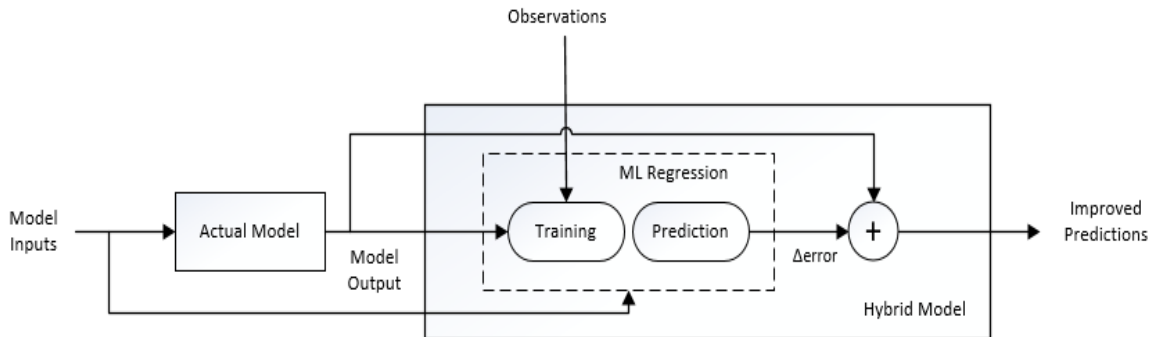 Observations
ML Regression
Model
Inputs
Actual Model
Training
Prediction
+
Improved
Predictions
Model
Output
Δerror
Hybrid Model